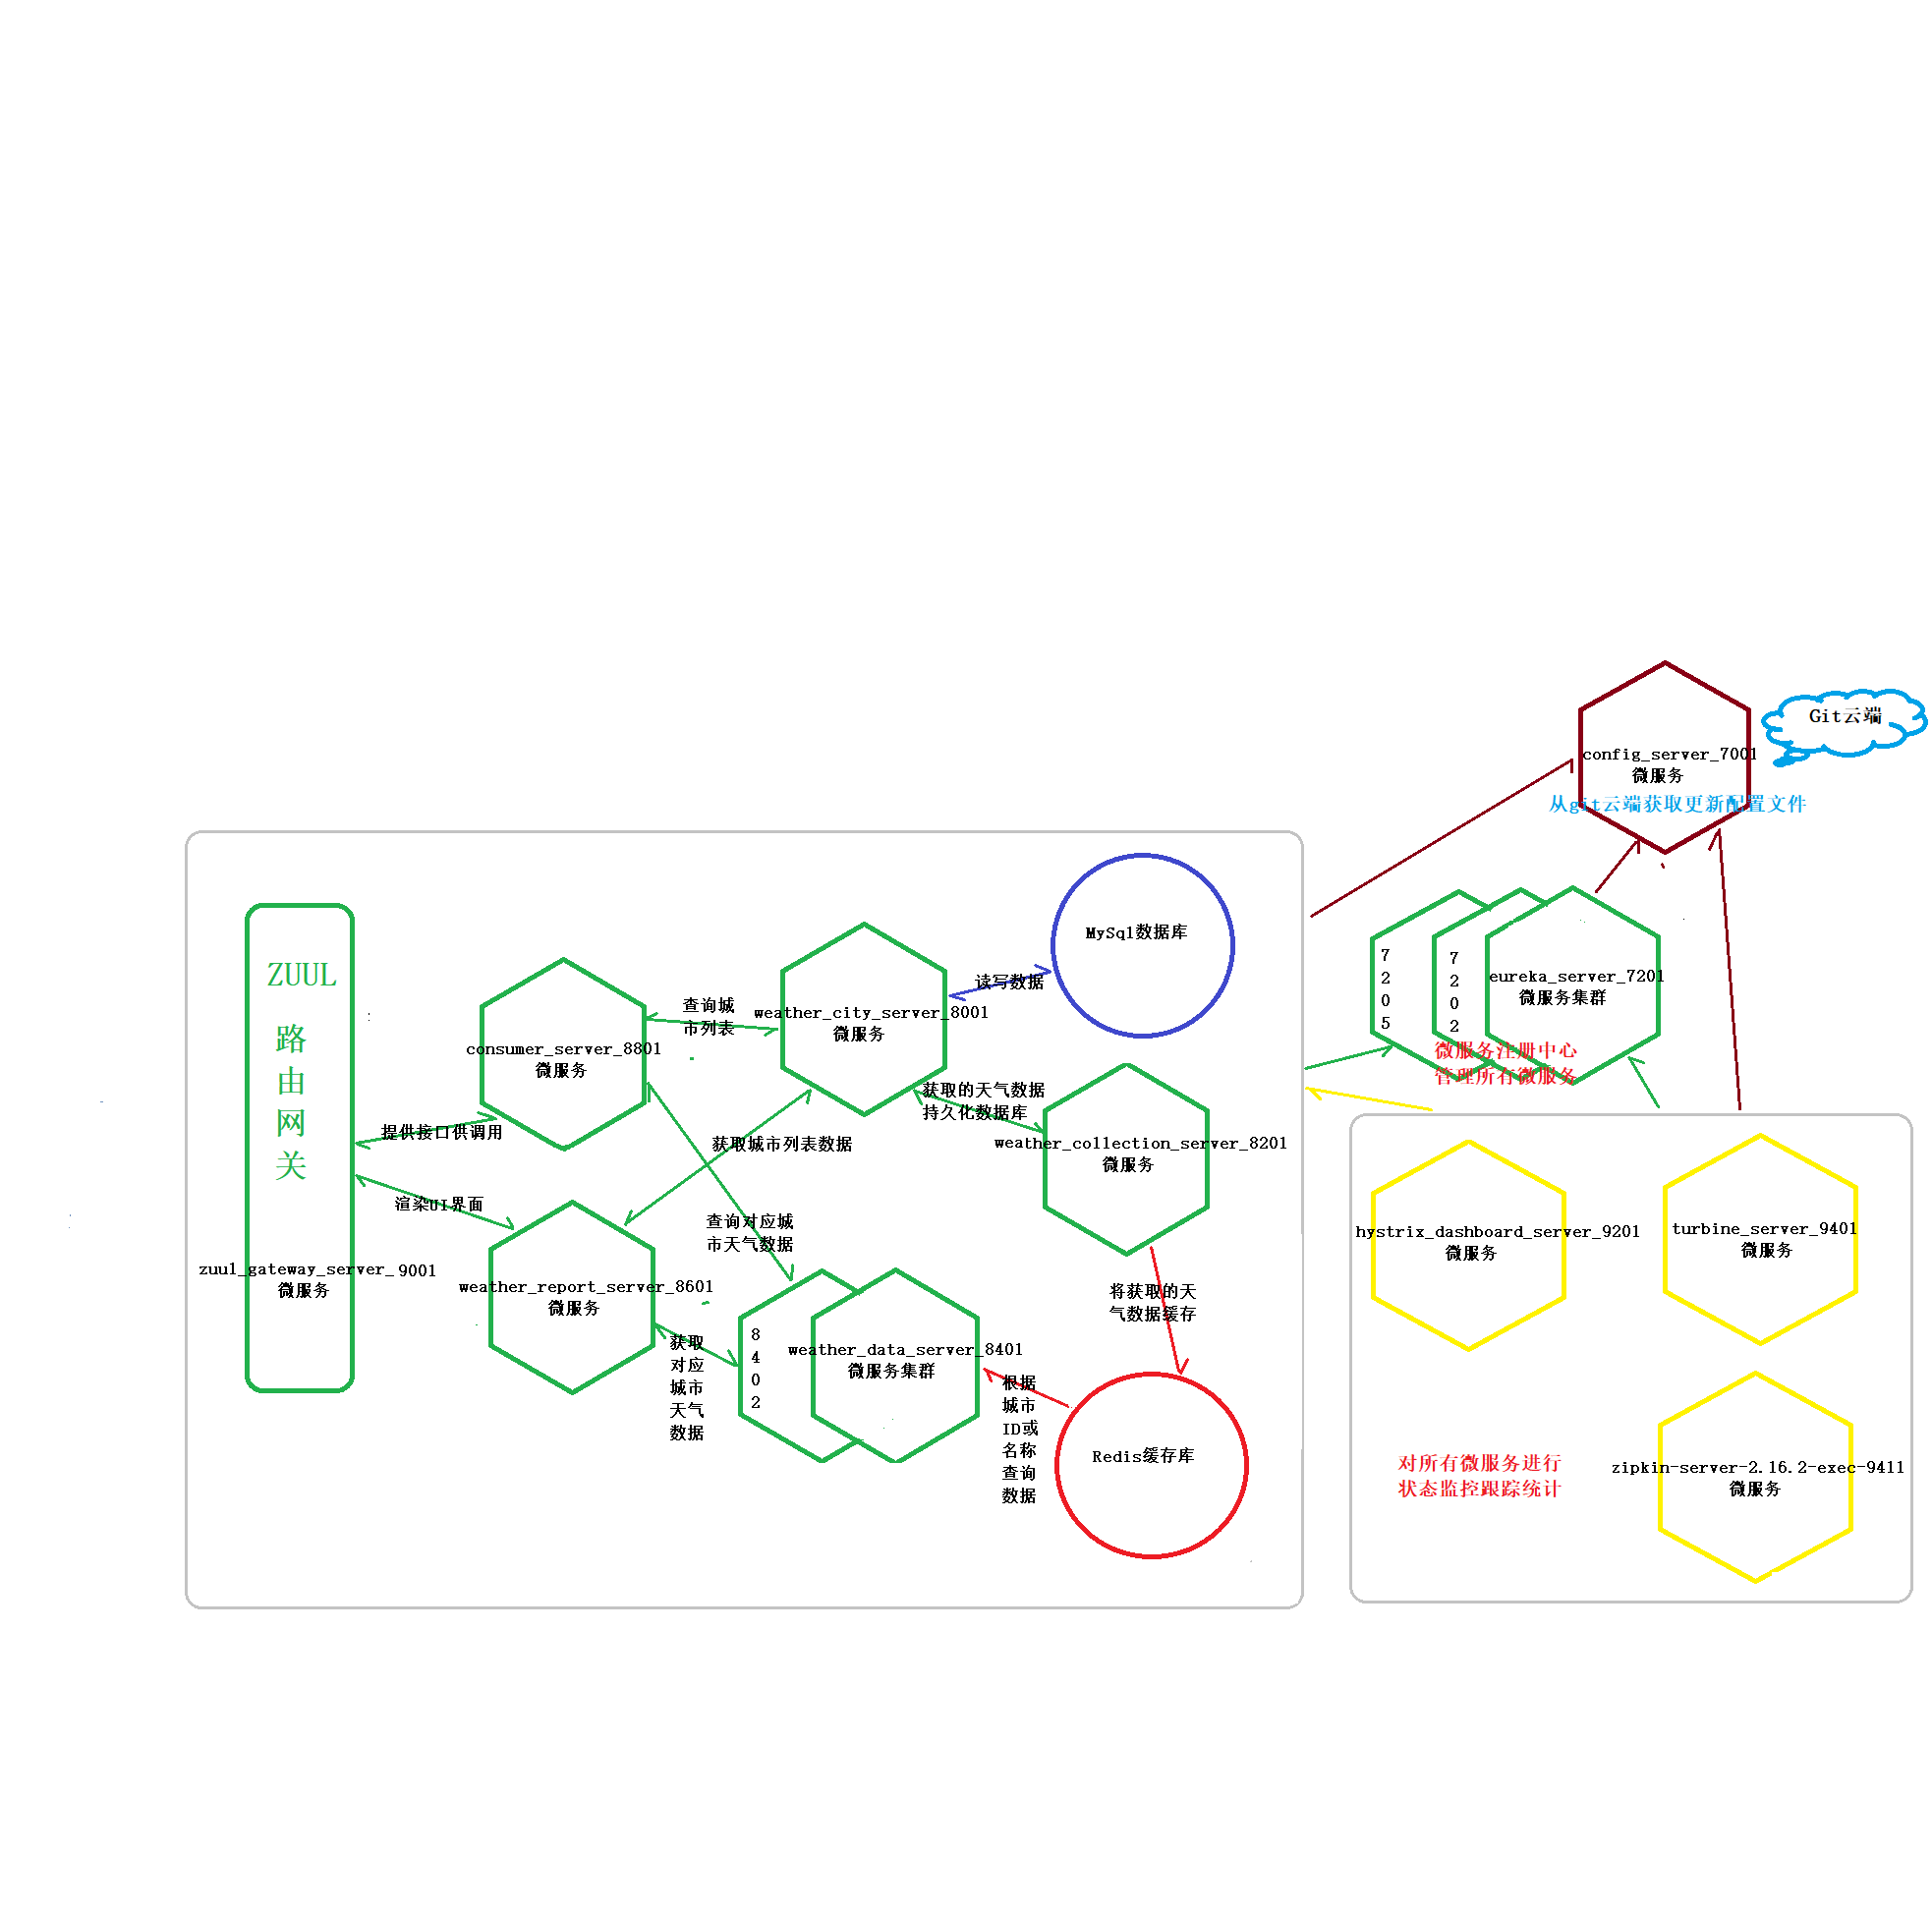 Git云端
config_server_7001
微服务
从git云端获取更新配置文件
ZUUL
路
由
网
关
zuul_gateway_server_9001
微服务
提供接口供调用
渲染UI界面
consumer_server_8801
微服务
查询城
市列表
weather_city_server_8001
微服务
读写数据
MySql数据库
获取的天气数据
持久化数据库
weather_collection_server_8201
微服务
获取城市列表数据
查询对应城
市天气数据
weather_report_server_8601
微服务
获取
对应
城市
天气
数据
8
4
0
2
weather_data_server_8401
微服务集群
将获取的天
气数据缓存
根据
城市
ID或
名称
查询
数据
Redis缓存库
7
2
0
5
7
2
0
2
eureka_server_7201
微服务集群
微服务注册中心
管理所有微服务
hystrix_dashboard_server_9201
微服务
turbine_server_9401
微服务
对所有微服务进行
状态监控跟踪统计
zipkin-server-2.16.2-exec-9411
微服务